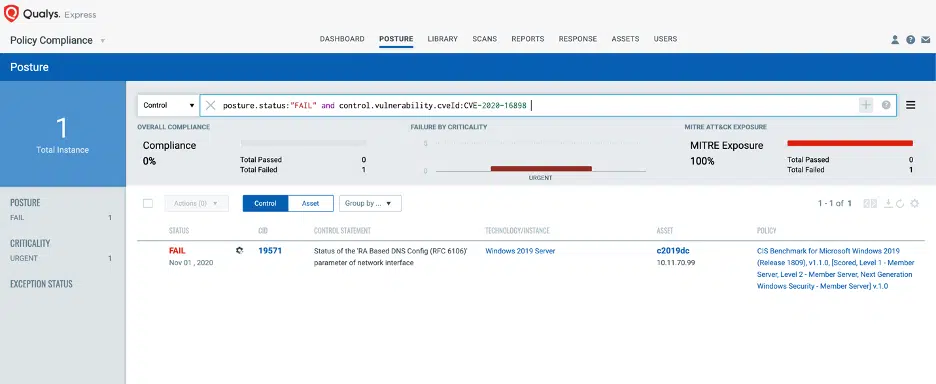 Qualys. Express
Policy Compliance
DASHBOARD POSTURE LIBRARY SCANS REPORTS RESPONSE ASSETS USERS
Posture
Control posture.status:"FAIL" and control.vulnerability.cveId:CVE-2020-16898
1
Total Instance
OVERALL COMPLIANCE
Compliance
0%
Total Passed 0
Total Failed 1
FAILURE BY CRITICALITY
0
URGENT
MITRE ATT&CK EXPOSURE
MITRE Exposure
100%
Total Passed 0
Total Failed 1
POSTURE
FAIL 1
CRITICALITY
URGENT 1
EXCEPTION STATUS
Actions (0) Control Asset Group by ... 1 - 1 of 1
STATUS CID CONTROL STATEMENT TECHNOLOGY/INSTANCE ASSET POLICY
FAIL
Nov 01 , 2020
19571
Status of the 'RA Based DNS Config (RFC 6106)'
parameter of network interface
Windows 2019 Server
c2019dc
10.11.70.99
CIS Benchmark for Microsoft Windows 2019
(Release 1809), v1.1.0, [Scored, Level 1 - Member
Server, Level 2 - Member Server, Next Generation
Windows Security - Member Server] v.1.0